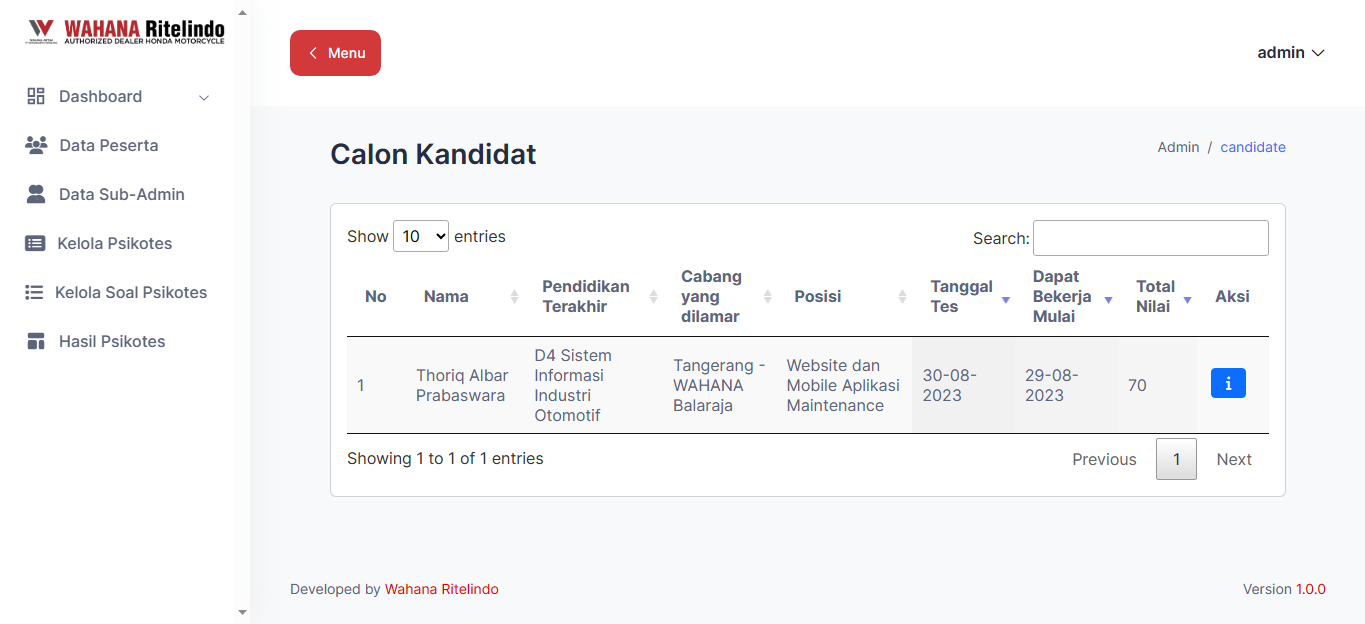 WAHANA Ritelindo
AUTHORIZED DEALER HONDA MOTORCYCLE
Menu
admin
Dashboard
Data Peserta
Data Sub-Admin
Kelola Psikotes
Kelola Soal Psikotes
Hasil Psikotes
Calon Kandidat
Admin / candidate
Show 10 entries
Search:
No
Nama
Pendidikan
Terakhir
Cabang
yang
dilamar
Posisi
Tanggal
Tes
Dapat
Bekerja
Mulai
Total
Nilai
Aksi
1
Thoriq Albar
Prabaswara
D4 Sistem
Informasi
Industri
Otomotif
Tangerang -
WAHANA
Balaraja
Website dan
Mobile Aplikasi
Maintenance
30-08-
2023
29-08-
2023
70
Showing 1 to 1 of 1 entries
Previous 1 Next
Developed by Wahana Ritelindo
Version 1.0.0